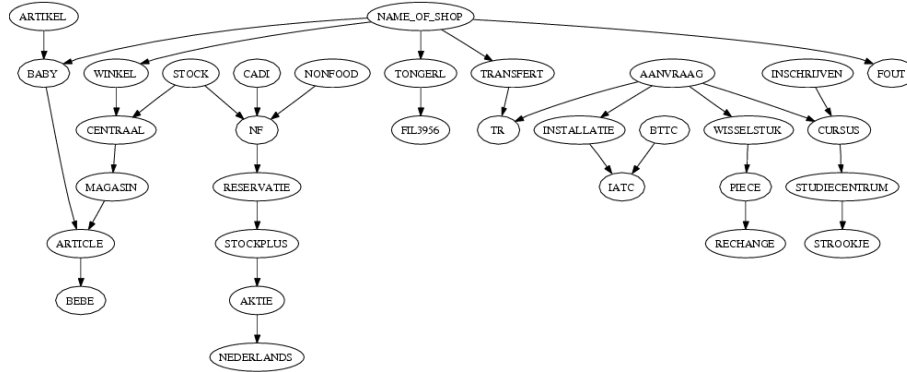 ARTIKEL NAME_OF_SHOP
BABY WINKEL STOCK CADI NONFOOD TONGERL TRANSFERT AANVRAAG INSCHRIJVEN FOUT
CENTRAAL NF FIL3956 TR INSTALLATIE BTTC WISSELSTUK CURSUS
MAGASIN RESERVATIE IATC PIECE STUDIECENTRUM
ARTICLE STOCKPLUS RECHANGE STROOKJE
BEBE AKTIE
NEDERLANDS